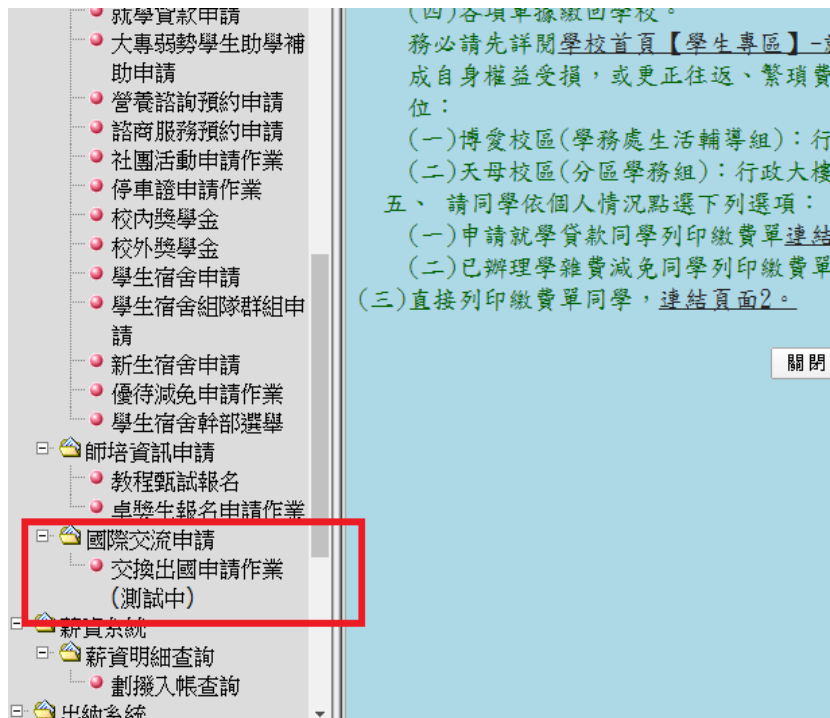 就學貸款申請
大專弱勢學生助學補
助申請
營養諮詢預約申請
諮商服務預約申請
社團活動申請作業
停車證申請作業
校內獎學金
校外獎學金
學生宿舍申請
學生宿舍組隊群組申
請
新生宿舍申請
優待減免申請作業
學生宿舍幹部選舉
師培資訊申請
教程甄試報名
卓獎生報名申請作業
國際交流申請
交換出國申請作業
(測試中)
薪資系統
薪資明細查詢
劃撥入帳查詢
出納系統
(四)各項單據繳回學校。
務必請先詳閱學校首頁【學生專區】-
成自身權益受損，或更正往返、繁瑣費
位：
(一)博愛校區(學務處生活輔導組)：行
(二)天母校區(分區學務組)：行政大樓
五、 請同學依個人情況點選下列選項：
(一)申請就學貸款同學列印繳費單連結
(二)已辦理學雜費減免同學列印繳費單
(三)直接列印繳費單同學，連結頁面2。
關閉